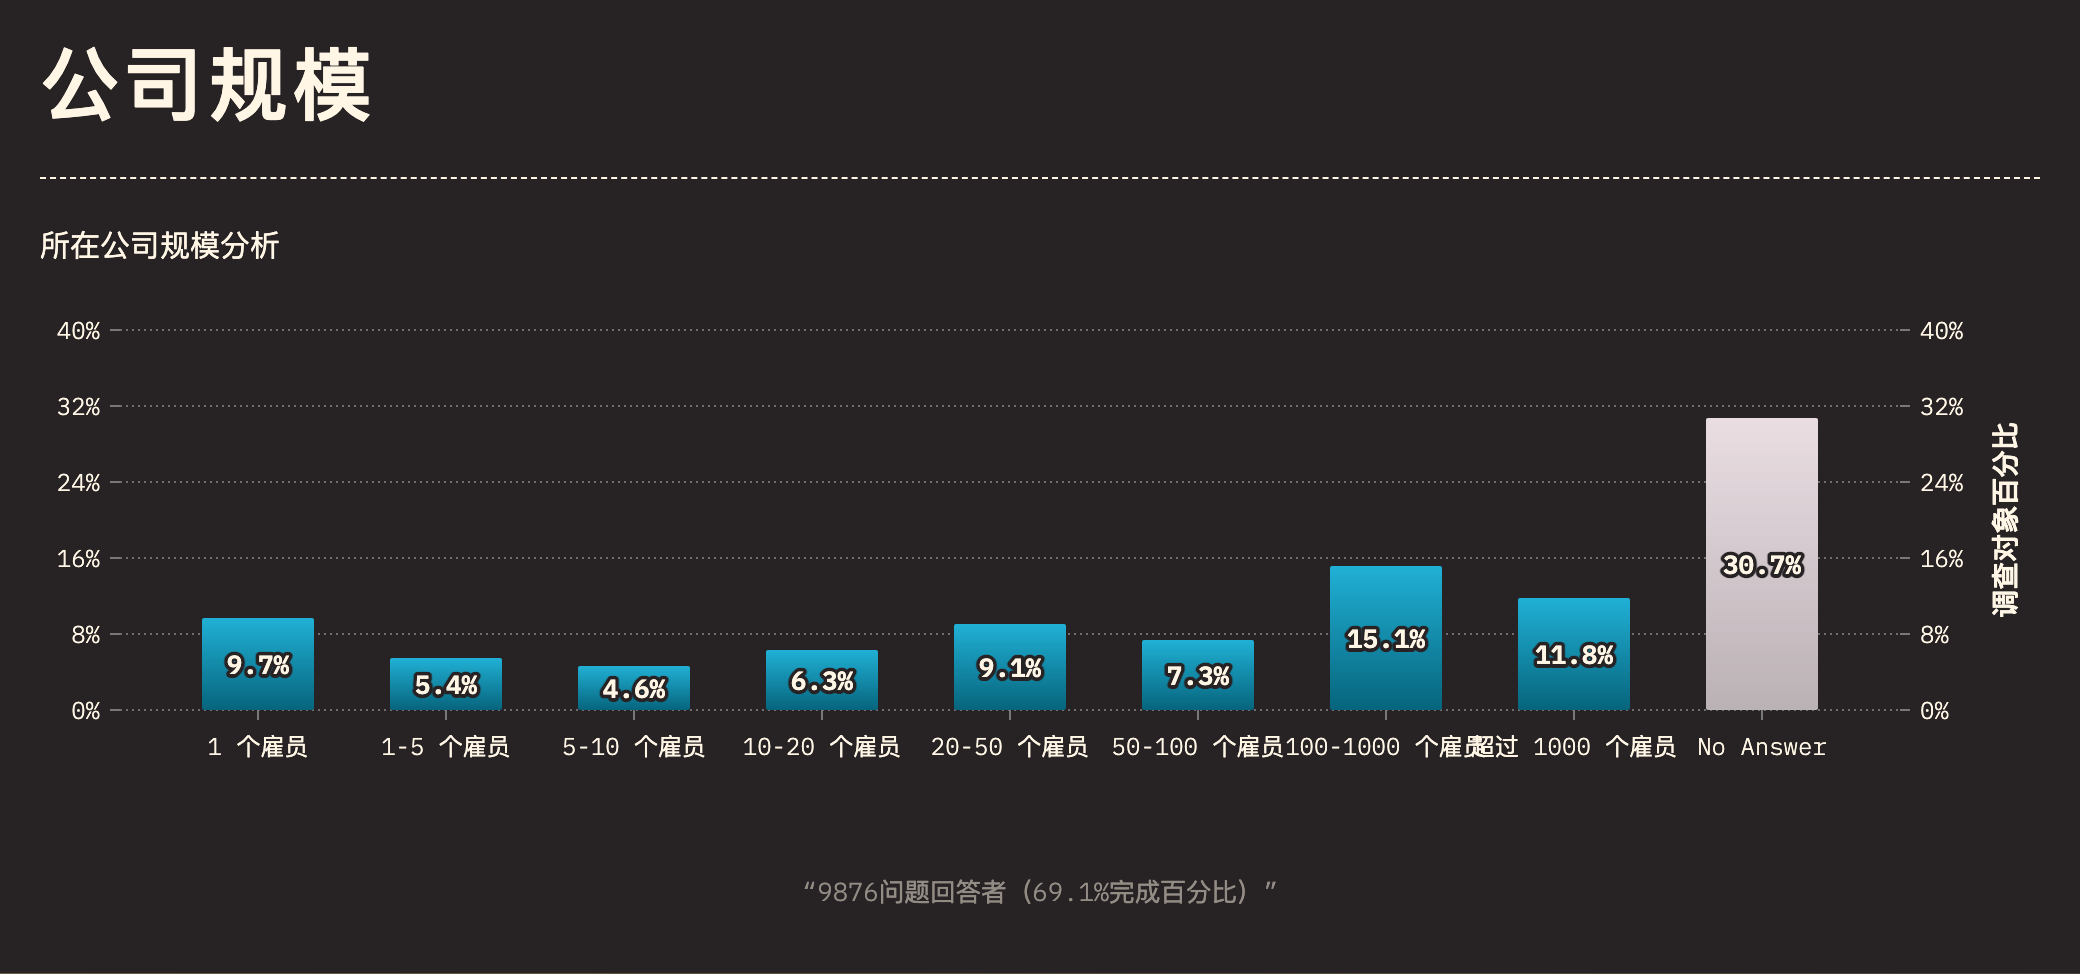 公司规模
所在公司规模分析
40% 40%
32% 32%
24% 24%
16% 16%
8% 8%
0% 0%
调查对象百分比
9.7% 5.4% 4.6% 6.3% 9.1% 7.3% 15.1% 11.8% 30.7%
1 个雇员 1-5 个雇员 5-10 个雇员 10-20 个雇员 20-50 个雇员 50-100 个雇员 100-1000 个雇员 超过 1000 个雇员 No Answer
“9876问题回答者（69.1%完成百分比）”